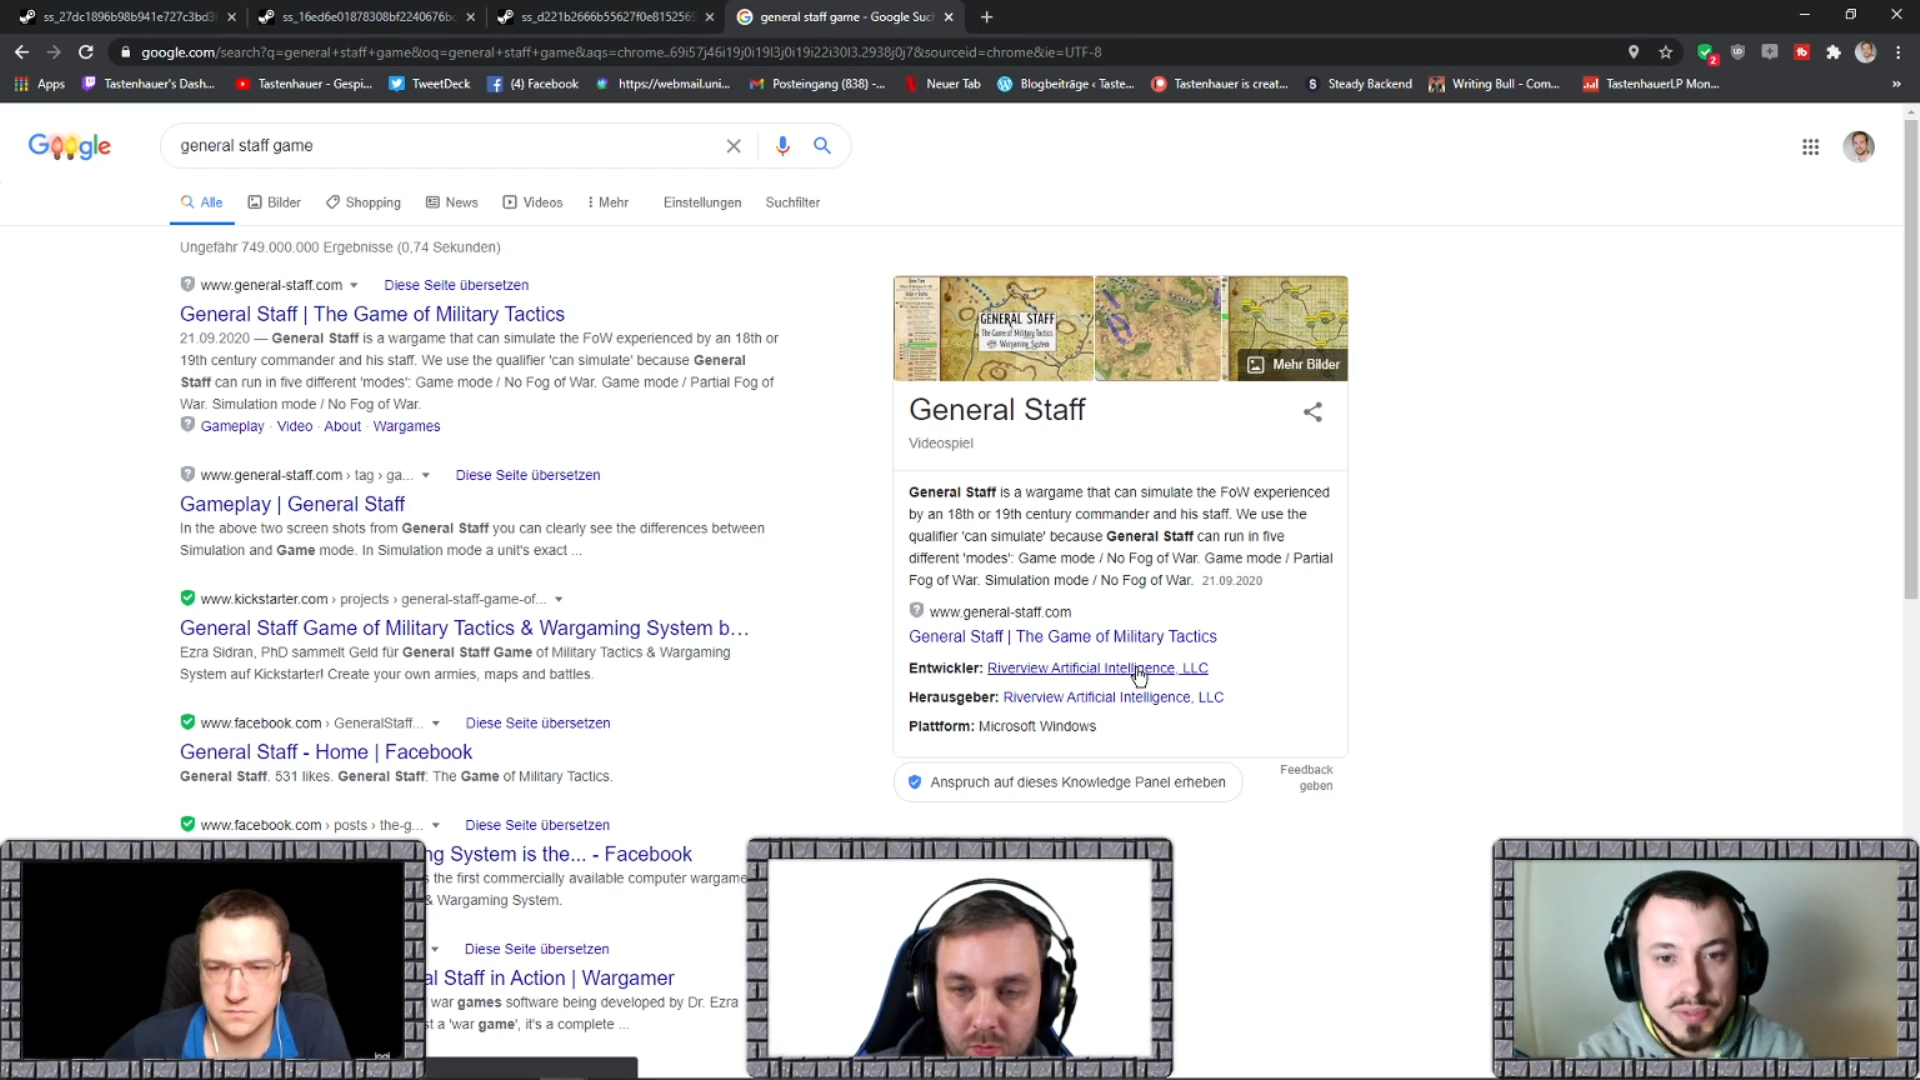 ss_27dc1896b98b941e727c3bd3
ss_16ed6e01878308bf2240676bc
ss_d221b2666b55627f0e8152565
general staff game - Google Suc
google.com/search?q=general+staff+game&oq=general+staff+game&aqs=chrome..69i57j46i19j0i19l3j0i19i22i30l3.2938j0j7&sourceid=chrome&ie=UTF-8
2
Apps
Tastenhauer's Dash...
Tastenhauer - Gespi...
TweetDeck
(4) Facebook
https://webmail.uni...
Posteingang (838) -...
Neuer Tab
Blogbeiträge ‹ Taste...
Tastenhauer is creat...
Steady Backend
Writing Bull - Com...
TastenhauerLP Mon...
»
Google
general staff game
Alle
Bilder
Shopping
News
Videos
Mehr
Einstellungen
Suchfilter
Ungefähr 749.000.000 Ergebnisse (0,74 Sekunden)
www.general-staff.com
Diese Seite übersetzen
General Staff | The Game of Military Tactics
21.09.2020 — General Staff is a wargame that can simulate the FoW experienced by an 18th or
19th century commander and his staff. We use the qualifier 'can simulate' because General
Staff can run in five different 'modes': Game mode / No Fog of War. Game mode / Partial Fog of
War. Simulation mode / No Fog of War.
Gameplay · Video · About · Wargames
www.general-staff.com › tag › ga...
Diese Seite übersetzen
Gameplay | General Staff
In the above two screen shots from General Staff you can clearly see the differences between
Simulation and Game mode. In Simulation mode a unit's exact ...
www.kickstarter.com › projects › general-staff-game-of...
General Staff Game of Military Tactics & Wargaming System b...
Ezra Sidran, PhD sammelt Geld für General Staff Game of Military Tactics & Wargaming
System auf Kickstarter! Create your own armies, maps and battles.
www.facebook.com › GeneralStaff...
Diese Seite übersetzen
General Staff - Home | Facebook
General Staff. 531 likes. General Staff: The Game of Military Tactics.
www.facebook.com › posts › the-g...
Diese Seite übersetzen
ng System is the... - Facebook
s the first commercially available computer wargame
& Wargaming System.
Diese Seite übersetzen
al Staff in Action | Wargamer
war games software being developed by Dr. Ezra
st a 'war game', it's a complete ...
GENERAL STAFF
The Game of Military Tactics
Wargaming System
Mehr Bilder
General Staff
Videospiel
General Staff is a wargame that can simulate the FoW experienced
by an 18th or 19th century commander and his staff. We use the
qualifier 'can simulate' because General Staff can run in five
different 'modes': Game mode / No Fog of War. Game mode / Partial
Fog of War. Simulation mode / No Fog of War. 21.09.2020
www.general-staff.com
General Staff | The Game of Military Tactics
Entwickler: Riverview Artificial Intelligence, LLC
Herausgeber: Riverview Artificial Intelligence, LLC
Plattform: Microsoft Windows
Anspruch auf dieses Knowledge Panel erheben
Feedback
geben
logi